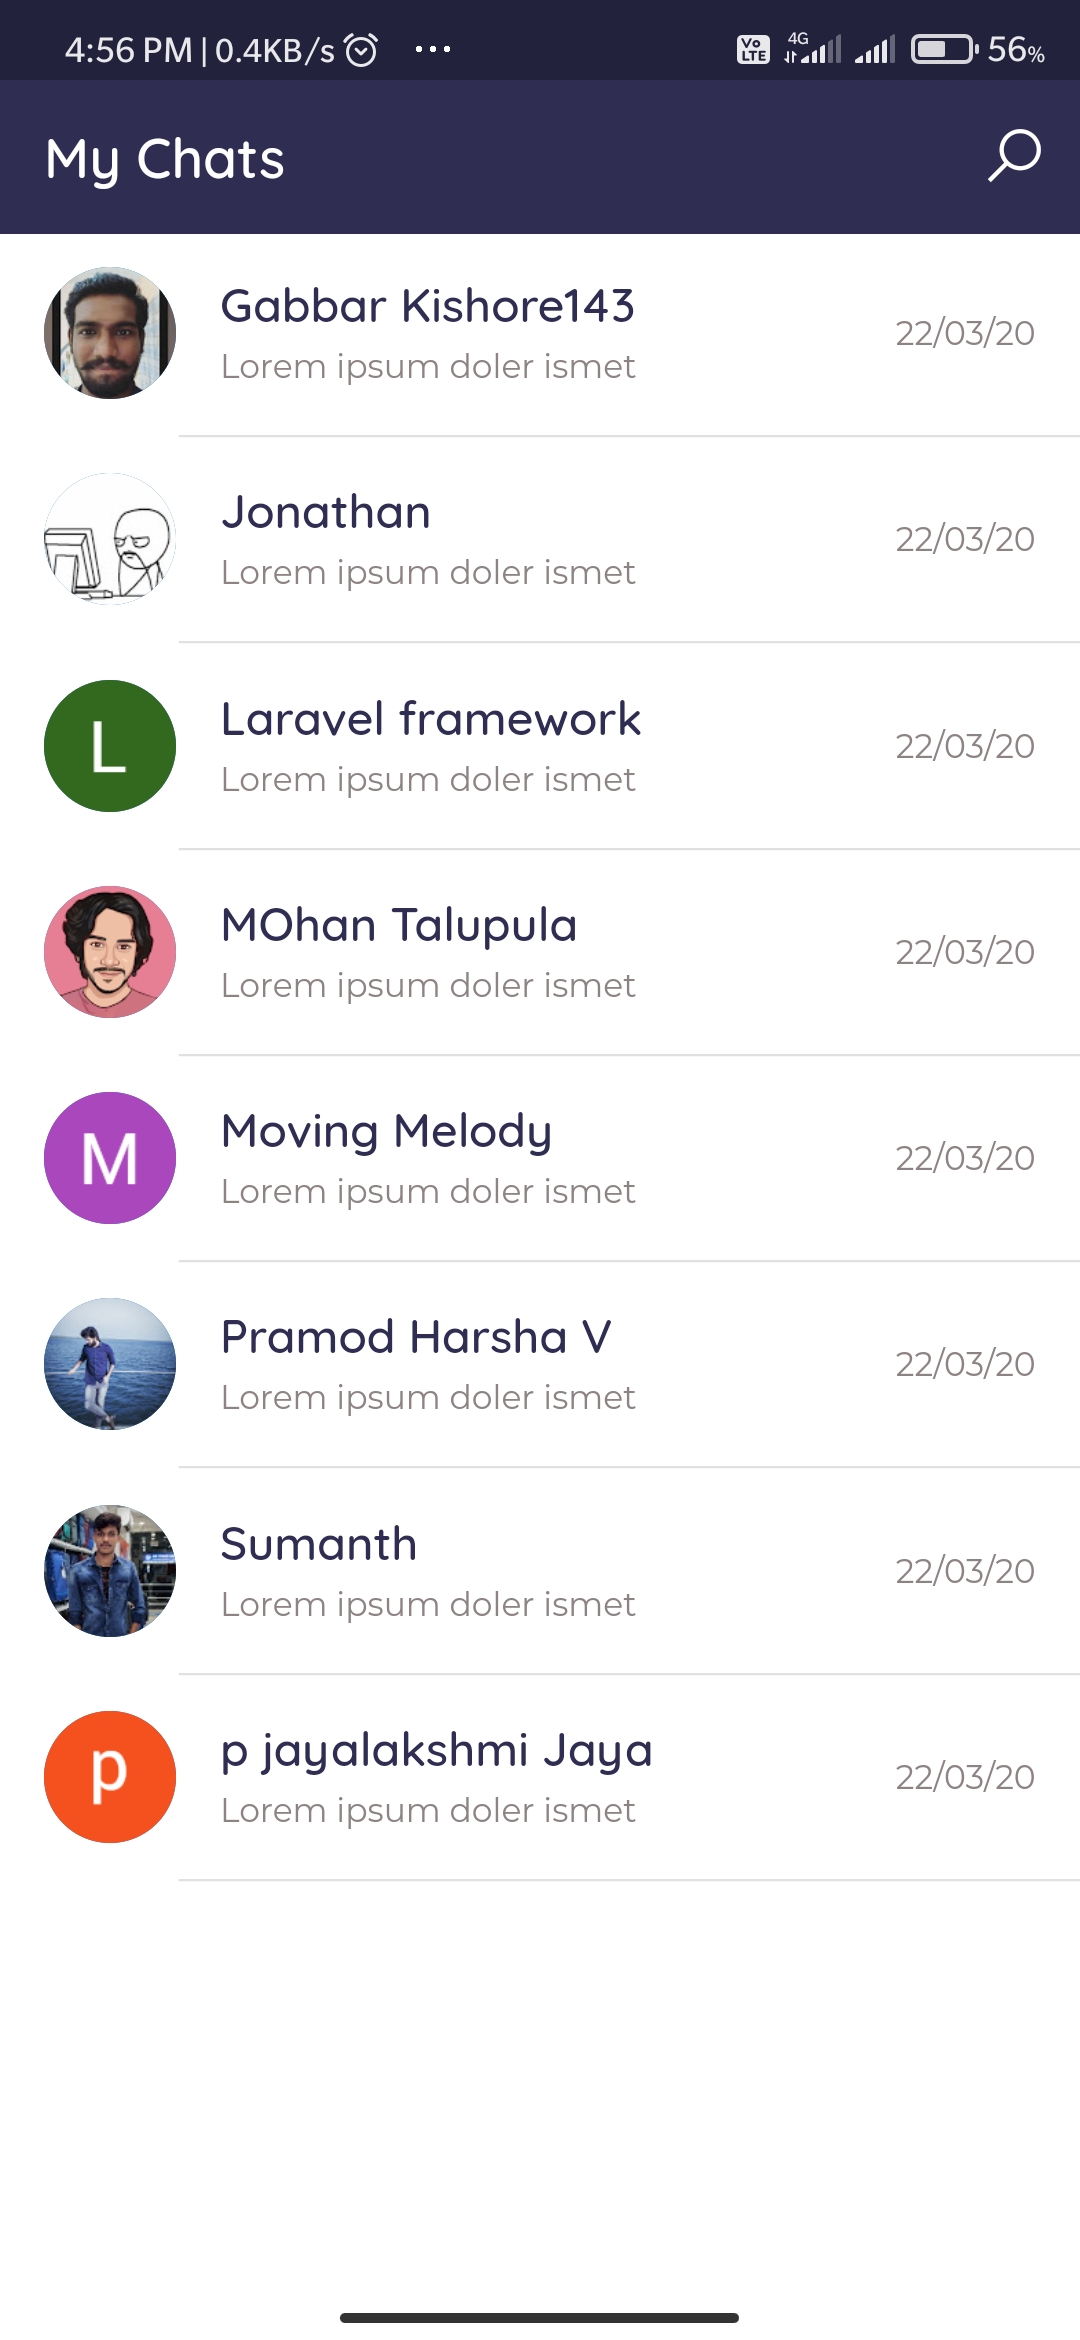 4:56 PM | 0.4KB/s ... Vo LTE 4G 56%
My Chats
Gabbar Kishore143
Lorem ipsum doler ismet
22/03/20
Jonathan
Lorem ipsum doler ismet
22/03/20
L
Laravel framework
Lorem ipsum doler ismet
22/03/20
MOhan Talupula
Lorem ipsum doler ismet
22/03/20
M
Moving Melody
Lorem ipsum doler ismet
22/03/20
Pramod Harsha V
Lorem ipsum doler ismet
22/03/20
Sumanth
Lorem ipsum doler ismet
22/03/20
p
p jayalakshmi Jaya
Lorem ipsum doler ismet
22/03/20